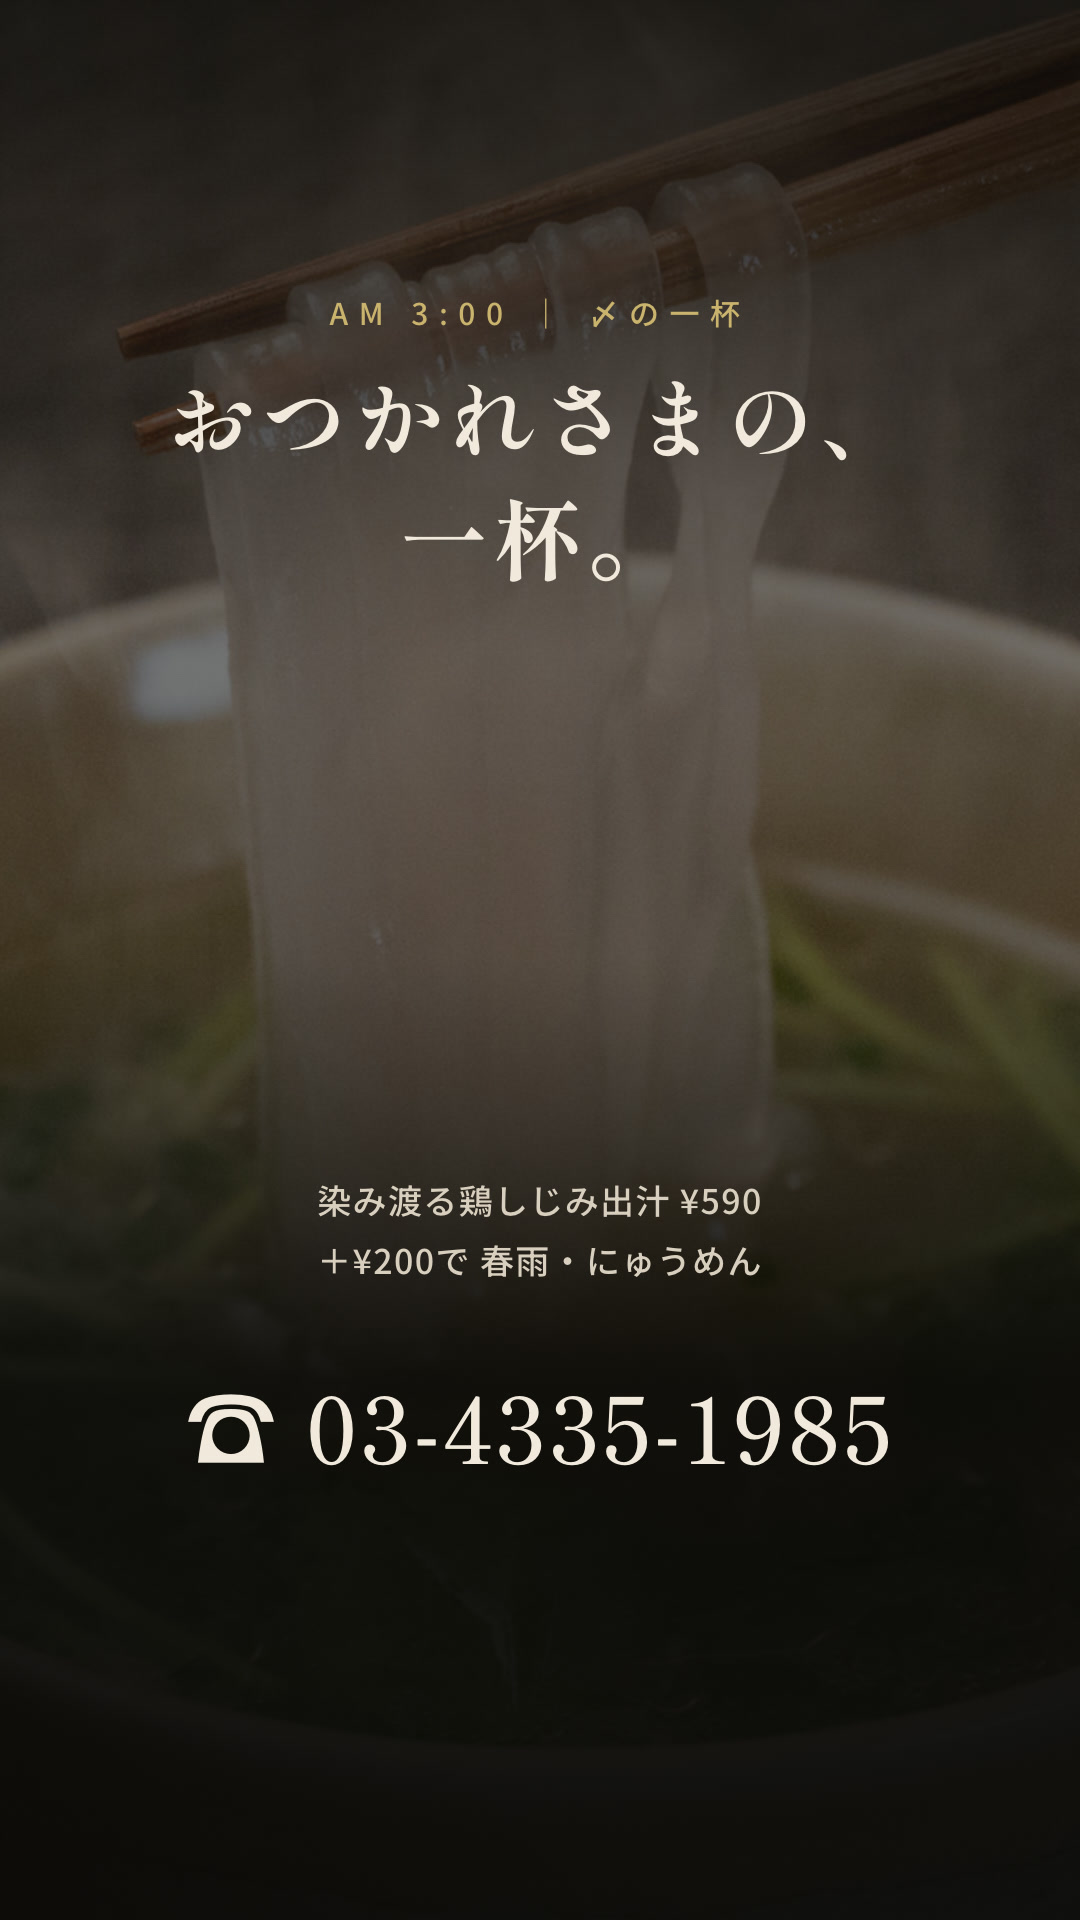 AM 3:00 ｜ 〆の一杯
おつかれさまの、
一杯。
染み渡る鶏しじみ出汁 ¥590
＋¥200で 春雨・にゅうめん
☎ 03-4335-1985